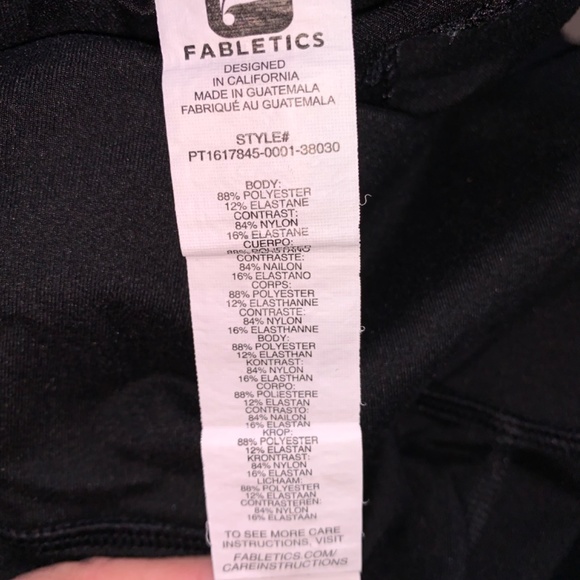 FABLETICS
DESIGNED
IN CALIFORNIA
MADE IN GUATEMALA
FABRIQUÉ AU GUATEMALA
STYLE#
PT1617845-0001-38030
BODY:
88% POLYESTER
12% ELASTANE
CONTRAST:
84% NYLON
16% ELASTANE
CUERPO:
CONTRASTE:
84% NAILON
16% ELASTANO
CORPS:
88% POLYESTER
12% ELASTHANNE
CONTRASTE:
84% NYLON
16% ELASTHANNE
BODY:
88% POLYESTER
12% ELASTHAN
KONTRAST:
84% NYLON
16% ELASTHAN
CORPO:
88% POLIESTERE
12% ELASTAN
CONTRASTO:
84% NAILON
16% ELASTAN
KROP:
88% POLYESTER
12% ELASTAN
KRONTRAST:
84% NYLON
16% ELASTAN
LICHAAM:
88% POLYESTER
12% ELASTAAN
CONTRASTEREN:
84% NYLON
16% ELASTAAN
TO SEE MORE CARE
INSTRUCTIONS, VISIT
FABLETICS.COM/
CAREINSTRUCTIONS